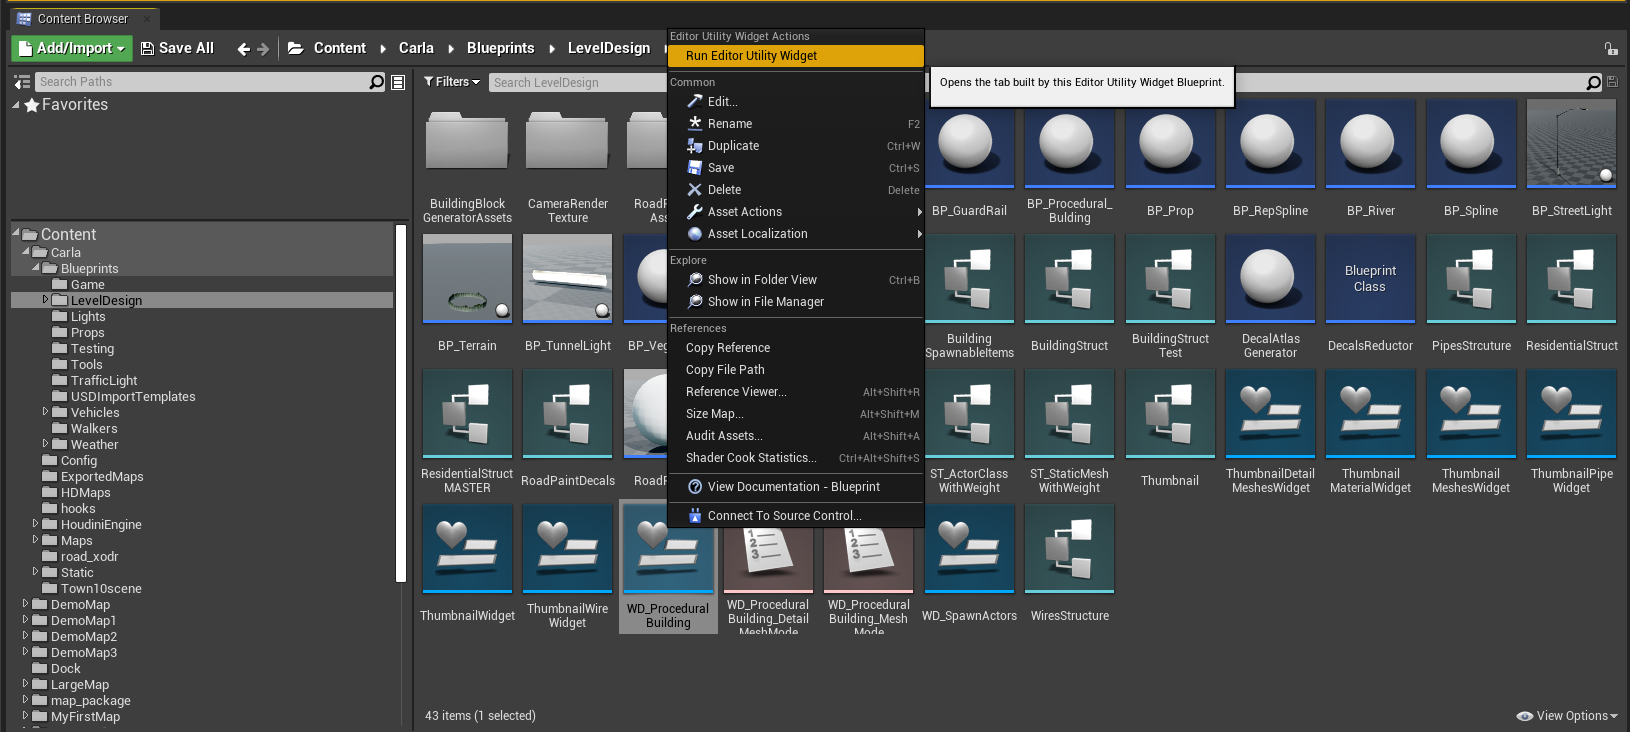 Content Browser
Add/Import
Save All
Content
Carla
Blueprints
LevelDesign
Search Paths
Favorites
Filters
Search LevelDesign
Content
Carla
Blueprints
Game
LevelDesign
Lights
Props
Testing
Tools
TrafficLight
USDImportTemplates
Vehicles
Walkers
Weather
Config
ExportedMaps
HDMaps
hooks
HoudiniEngine
Maps
road_xodr
Static
Town10scene
DemoMap
DemoMap1
DemoMap2
DemoMap3
Dock
LargeMap
map_package
MyFirstMap
Editor Utility Widget Actions
Run Editor Utility Widget
Opens the tab built by this Editor Utility Widget Blueprint.
Common
Edit...
Rename F2
Duplicate Ctrl+W
Save Ctrl+S
Delete Delete
Asset Actions
Asset Localization
Explore
Show in Folder View Ctrl+B
Show in File Manager
References
Copy Reference
Copy File Path
Reference Viewer... Alt+Shift+R
Size Map... Alt+Shift+M
Audit Assets... Alt+Shift+A
Shader Cook Statistics... Ctrl+Alt+Shift+S
View Documentation - Blueprint
Connect To Source Control...
BuildingBlock
GeneratorAssets
CameraRender
Texture
BP_GuardRail
BP_Procedural_
Bulding
BP_Prop
BP_RepSpline
BP_River
BP_Spline
BP_StreetLight
BP_Terrain
BP_TunnelLight
Building
SpawnableItems
BuildingStruct
BuildingStruct
Test
DecalAtlas
Generator
Blueprint
Class
DecalsReductor
PipesStrcuture
ResidentialStruct
ResidentialStruct
MASTER
RoadPaintDecals
ST_ActorClass
WithWeight
ST_StaticMesh
WithWeight
Thumbnail
ThumbnailDetail
MeshesWidget
Thumbnail
MaterialWidget
Thumbnail
MeshesWidget
ThumbnailPipe
Widget
ThumbnailWidget
ThumbnailWire
Widget
WD_Procedural
Building
WD_Procedural
Building_Detail
MeshMode
WD_Procedural
Building_Mesh
Mode
WD_SpawnActors
WiresStructure
43 items (1 selected)
View Options